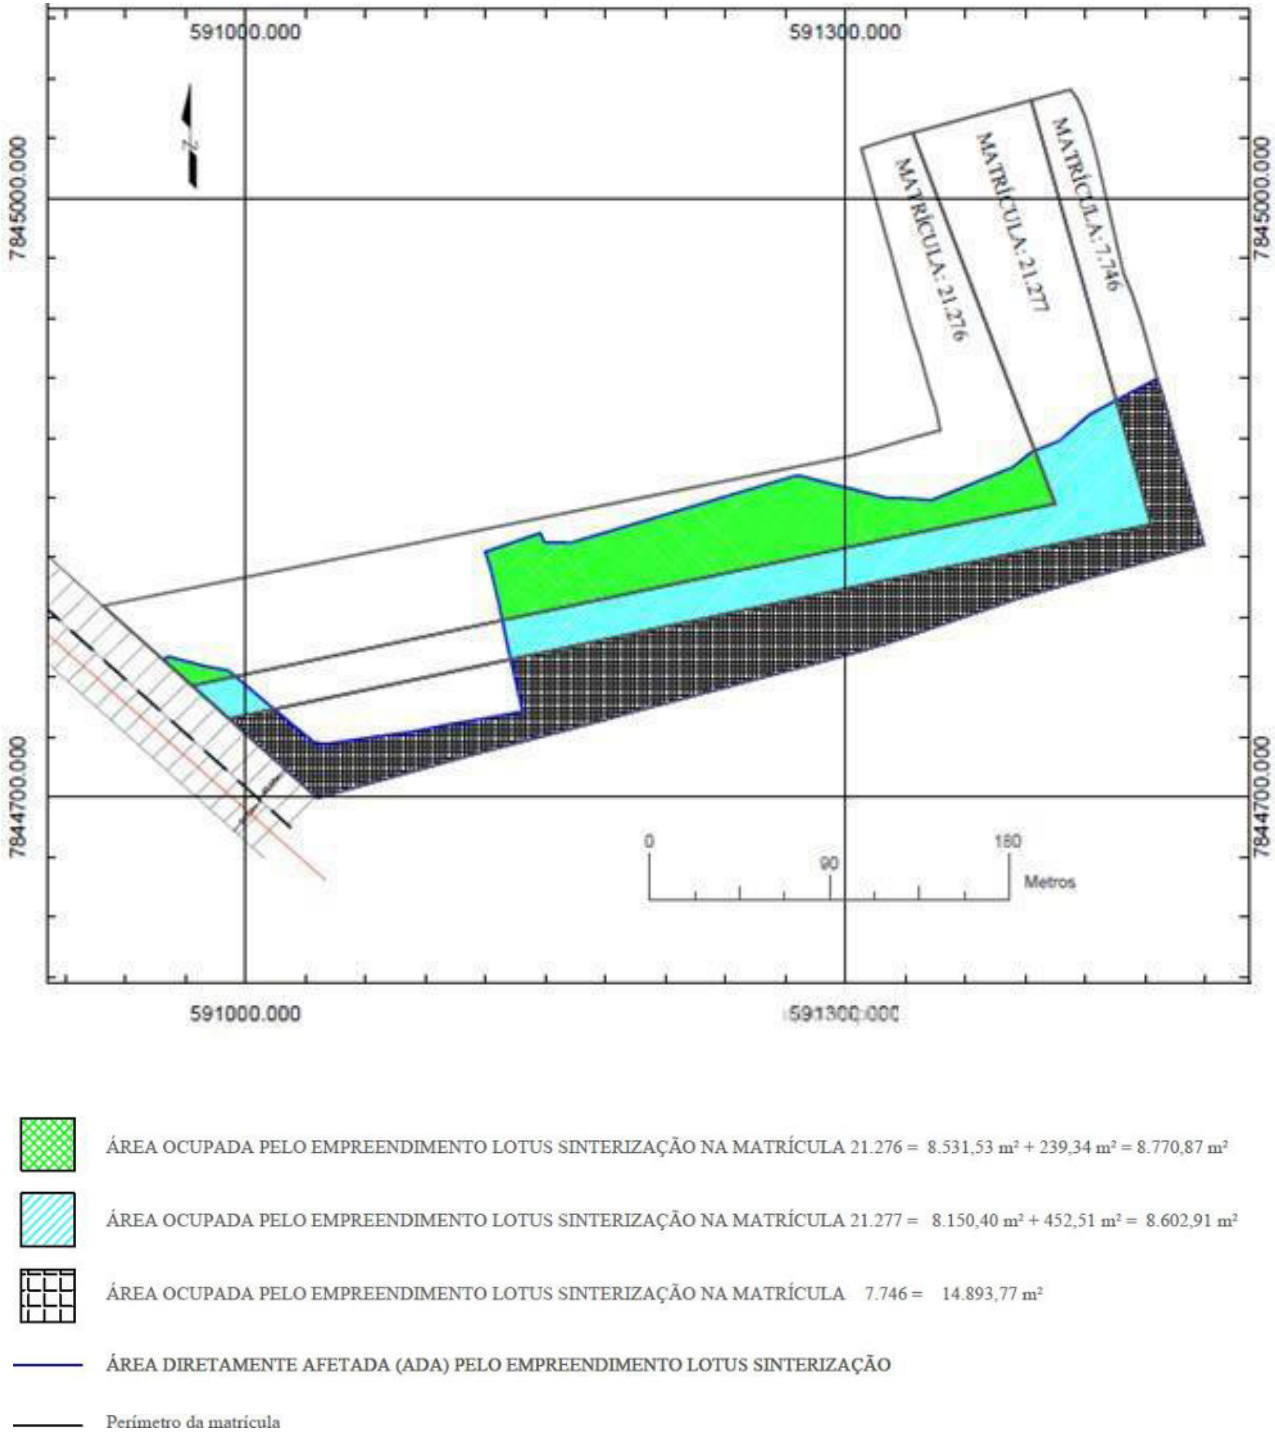 591000.000
591300.000
7845000.000
7845000.000
MATRÍCULA: 7.746
MATRÍCULA: 21.277
MATRÍCULA: 21.276
7844700.000
7844700.000
0
90
180
Metros
591000.000
591300.000
ÁREA OCUPADA PELO EMPREENDIMENTO LOTUS SINTERIZAÇÃO NA MATRÍCULA 21.276 = 8.531,53 m² + 239,34 m² = 8.770,87 m²
ÁREA OCUPADA PELO EMPREENDIMENTO LOTUS SINTERIZAÇÃO NA MATRÍCULA 21.277 = 8.150,40 m² + 452,51 m² = 8.602,91 m²
ÁREA OCUPADA PELO EMPREENDIMENTO LOTUS SINTERIZAÇÃO NA MATRÍCULA 7.746 = 14.893,77 m²
ÁREA DIRETAMENTE AFETADA (ADA) PELO EMPREENDIMENTO LOTUS SINTERIZAÇÃO
Perímetro da matrícula